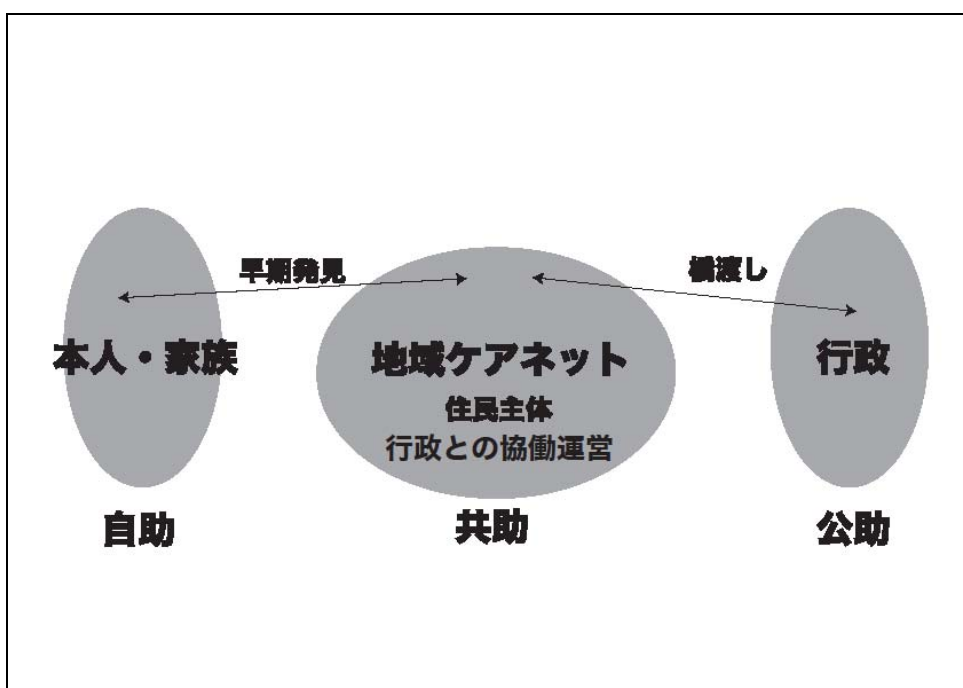 早期発見
橋渡し
本人・家族
地域ケアネット
行政
住民主体
行政との協働運営
自助
共助
公助